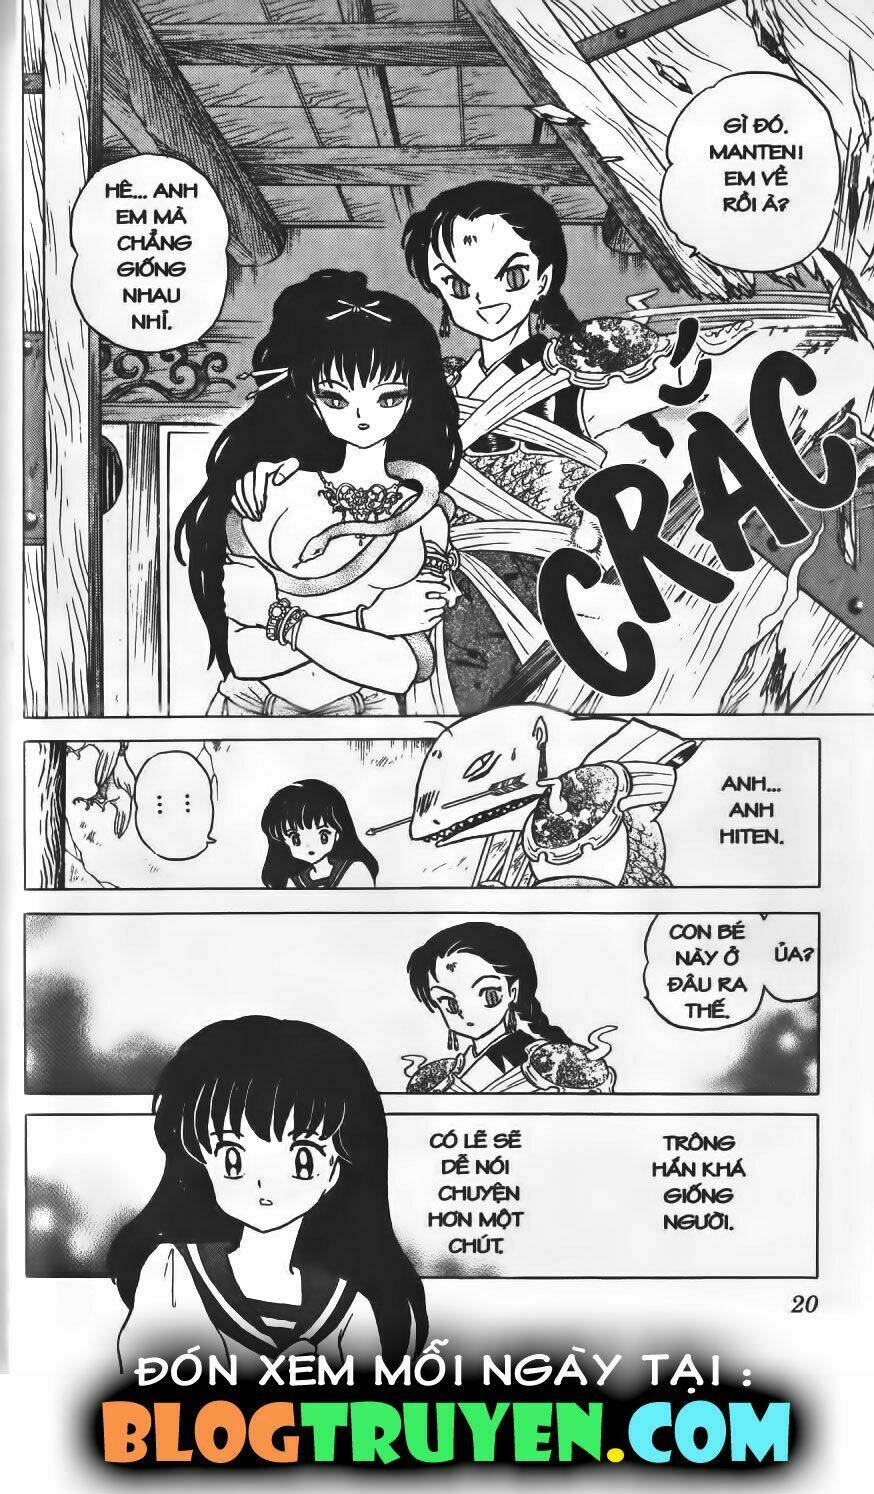 GÌ ĐÓ.
MANTEN!
EM VỀ
RỒI À?
HÊ... ANH
EM MÀ
CHẲNG
GIỐNG
NHAU
NHỈ.
CRẮC
ANH...
ANH
HITEN.
... ...
ỦA?
CON BÉ
NÀY Ở
ĐÂU RA
THẾ.
TRÔNG
HẮN KHÁ
GIỐNG
NGƯỜI.
CÓ LẼ SẼ
DỄ NÓI
CHUYỆN
HƠN MỘT
CHÚT.
20
ĐÓN XEM MỖI NGÀY TẠI :
BLOGTRUYEN.COM